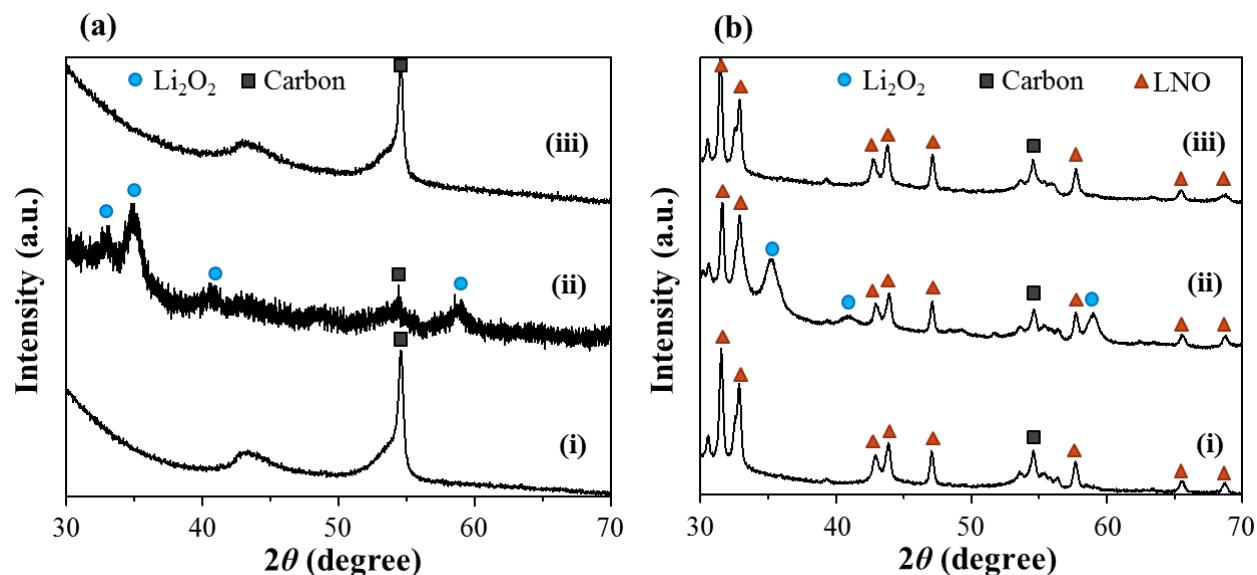 (a)
Li₂O₂ Carbon
(iii)
(ii)
(i)
Intensity (a.u.)
30 40 50 60 70
2θ (degree)
(b)
Li₂O₂ Carbon LNO
(iii)
(ii)
(i)
Intensity (a.u.)
30 40 50 60 70
2θ (degree)